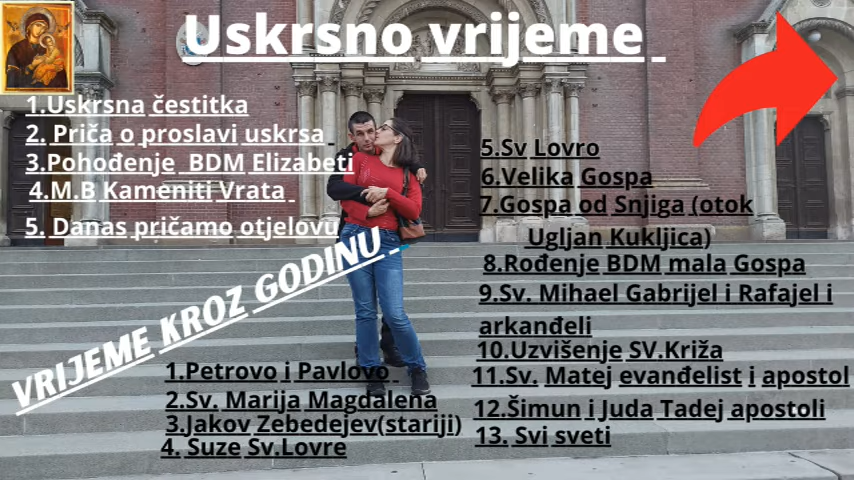 Uskrsno vrijeme
1.Uskrsna čestitka
2. Priča o proslavi uskrsa
3.Pohođenje BDM Elizabeti
4.M.B Kameniti Vrata
5. Danas pričamo otjelovu
VRIJEME KROZ GODINU
1.Petrovo i Pavlovo
2.Sv. Marija Magdalena
3.Jakov Zebedejev(stariji)
4. Suze Sv.Lovre
5.Sv Lovro
6.Velika Gospa
7.Gospa od Snjiga (otok
Ugljan Kukljica)
8.Rođenje BDM mala Gospa
9.Sv. Mihael Gabrijel i Rafajel i
arkanđeli
10.Uzvišenje SV.Križa
11.Sv. Matej evanđelist i apostol
12.Šimun i Juda Tadej apostoli
13. Svi sveti